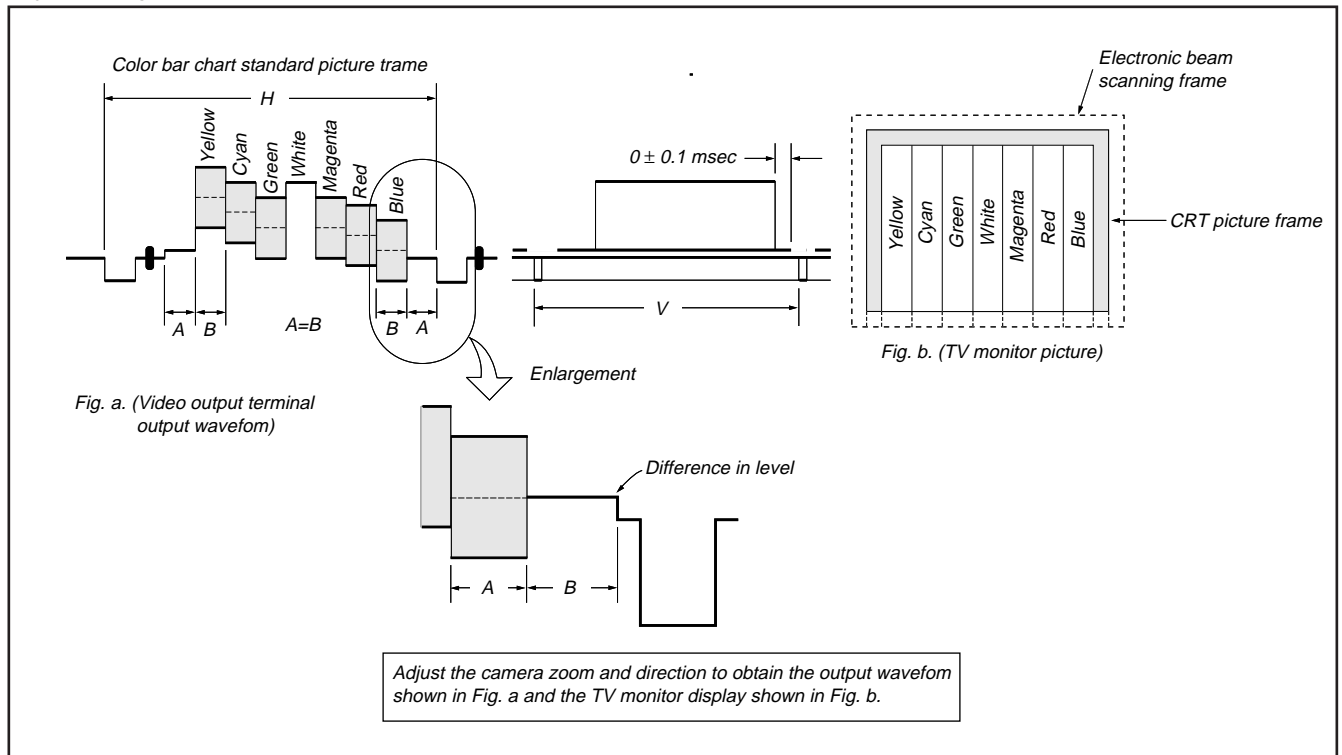 Color bar chart standard picture trame
H
Yellow
Cyan
Green
White
Magenta
Red
Blue
A
B
A=B
B
A
Fig. a. (Video output terminal
output wavefom)
0 ± 0.1 msec
V
Electronic beam
scanning frame
CRT picture frame
Yellow
Cyan
Green
White
Magenta
Red
Blue
Fig. b. (TV monitor picture)
Enlargement
Difference in level
A
B
Adjust the camera zoom and direction to obtain the output wavefom
shown in Fig. a and the TV monitor display shown in Fig. b.